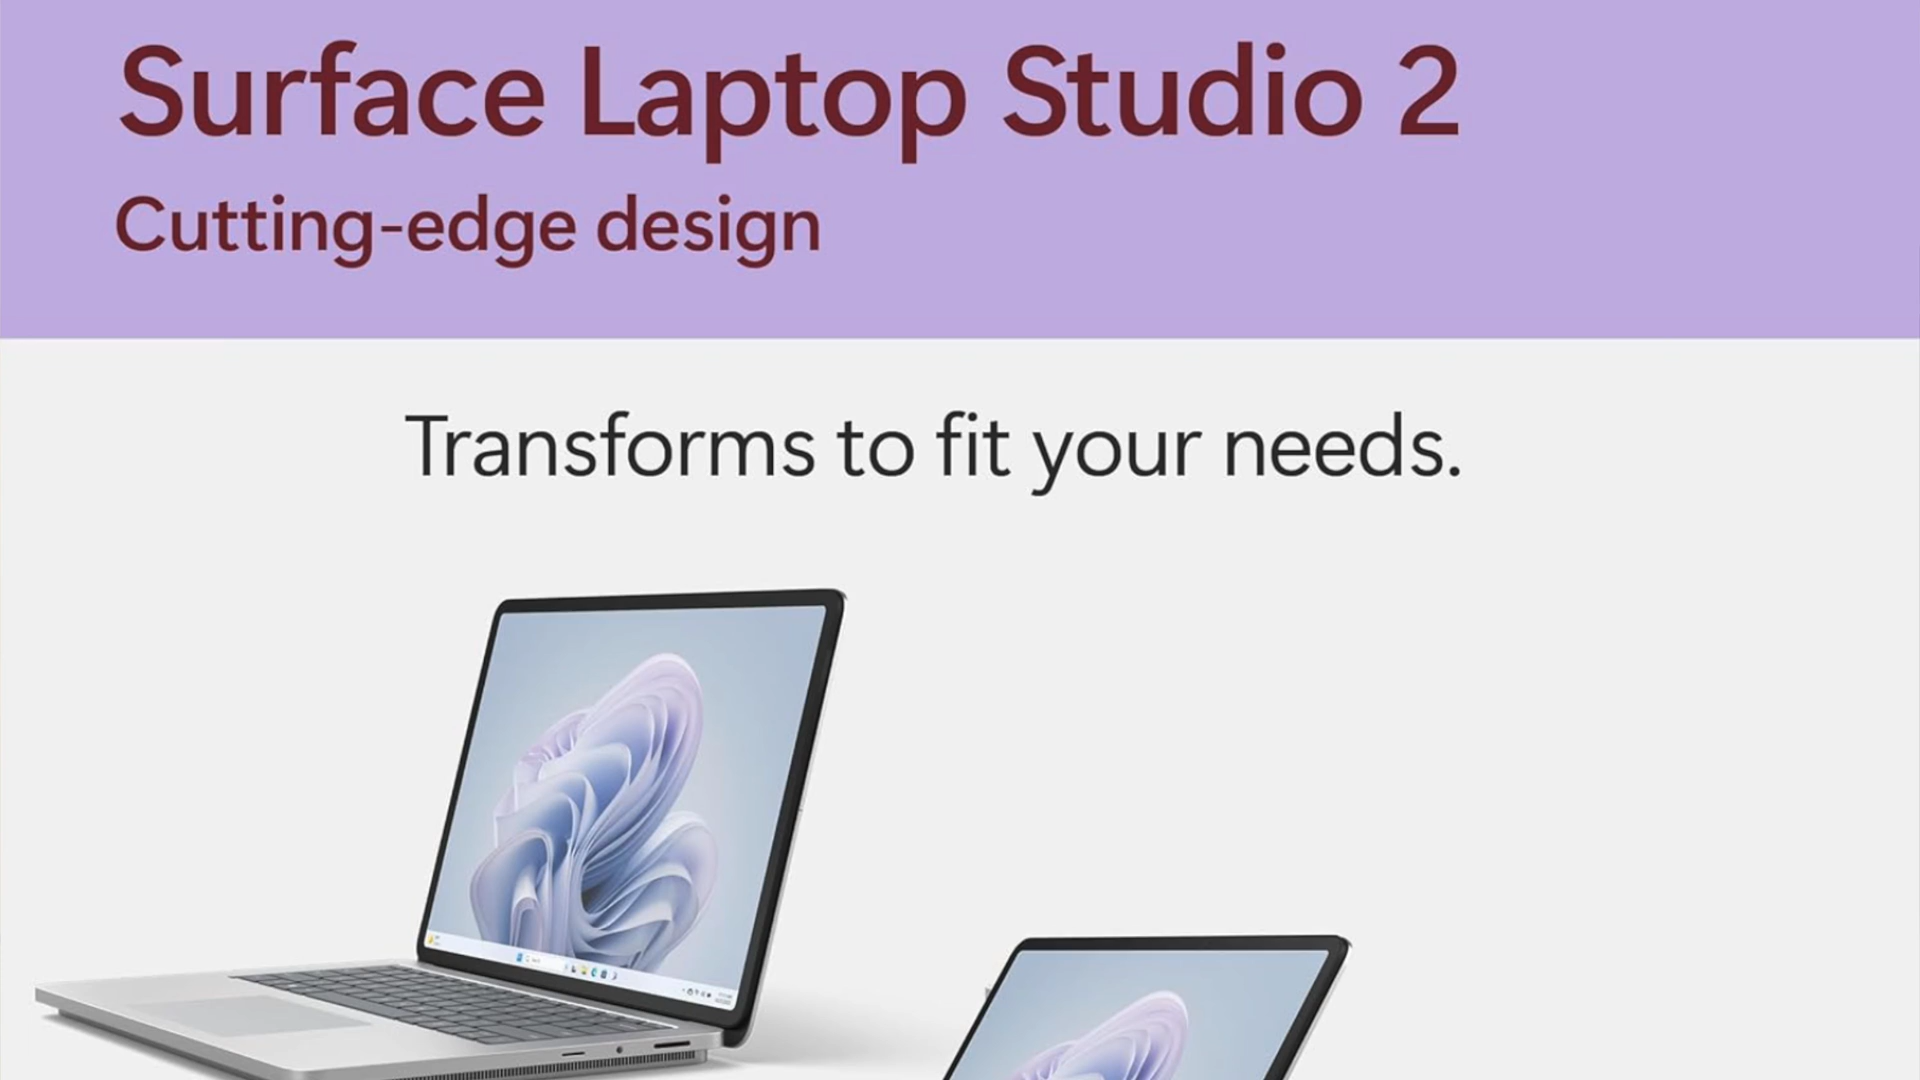 Surface Laptop Studio 2
Cutting-edge design
Transforms to fit your needs.